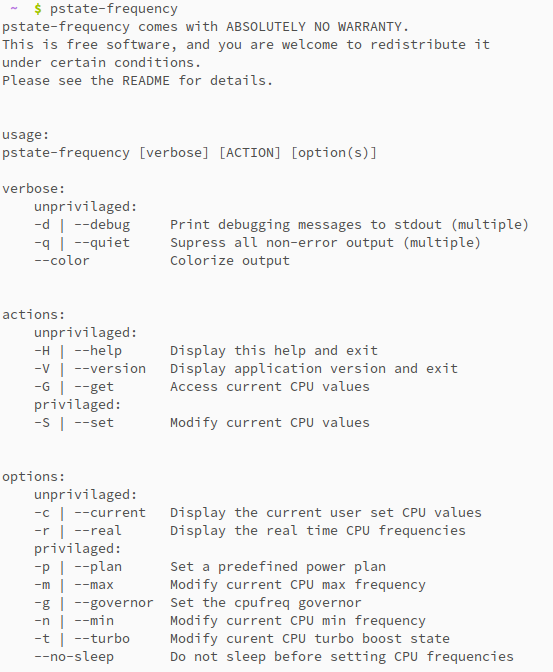 ~ $ pstate-frequency
pstate-frequency comes with ABSOLUTELY NO WARRANTY.
This is free software, and you are welcome to redistribute it
under certain conditions.
Please see the README for details.

usage:
pstate-frequency [verbose] [ACTION] [option(s)]

verbose:
    unprivilaged:
    -d | --debug     Print debugging messages to stdout (multiple)
    -q | --quiet     Supress all non-error output (multiple)
    --color          Colorize output

actions:
    unprivilaged:
    -H | --help      Display this help and exit
    -V | --version   Display application version and exit
    -G | --get       Access current CPU values
    privilaged:
    -S | --set       Modify current CPU values

options:
    unprivilaged:
    -c | --current   Display the current user set CPU values
    -r | --real      Display the real time CPU frequencies
    privilaged:
    -p | --plan      Set a predefined power plan
    -m | --max       Modify current CPU max frequency
    -g | --governor  Set the cpufreq governor
    -n | --min       Modify current CPU min frequency
    -t | --turbo     Modify curent CPU turbo boost state
    --no-sleep       Do not sleep before setting CPU frequencies